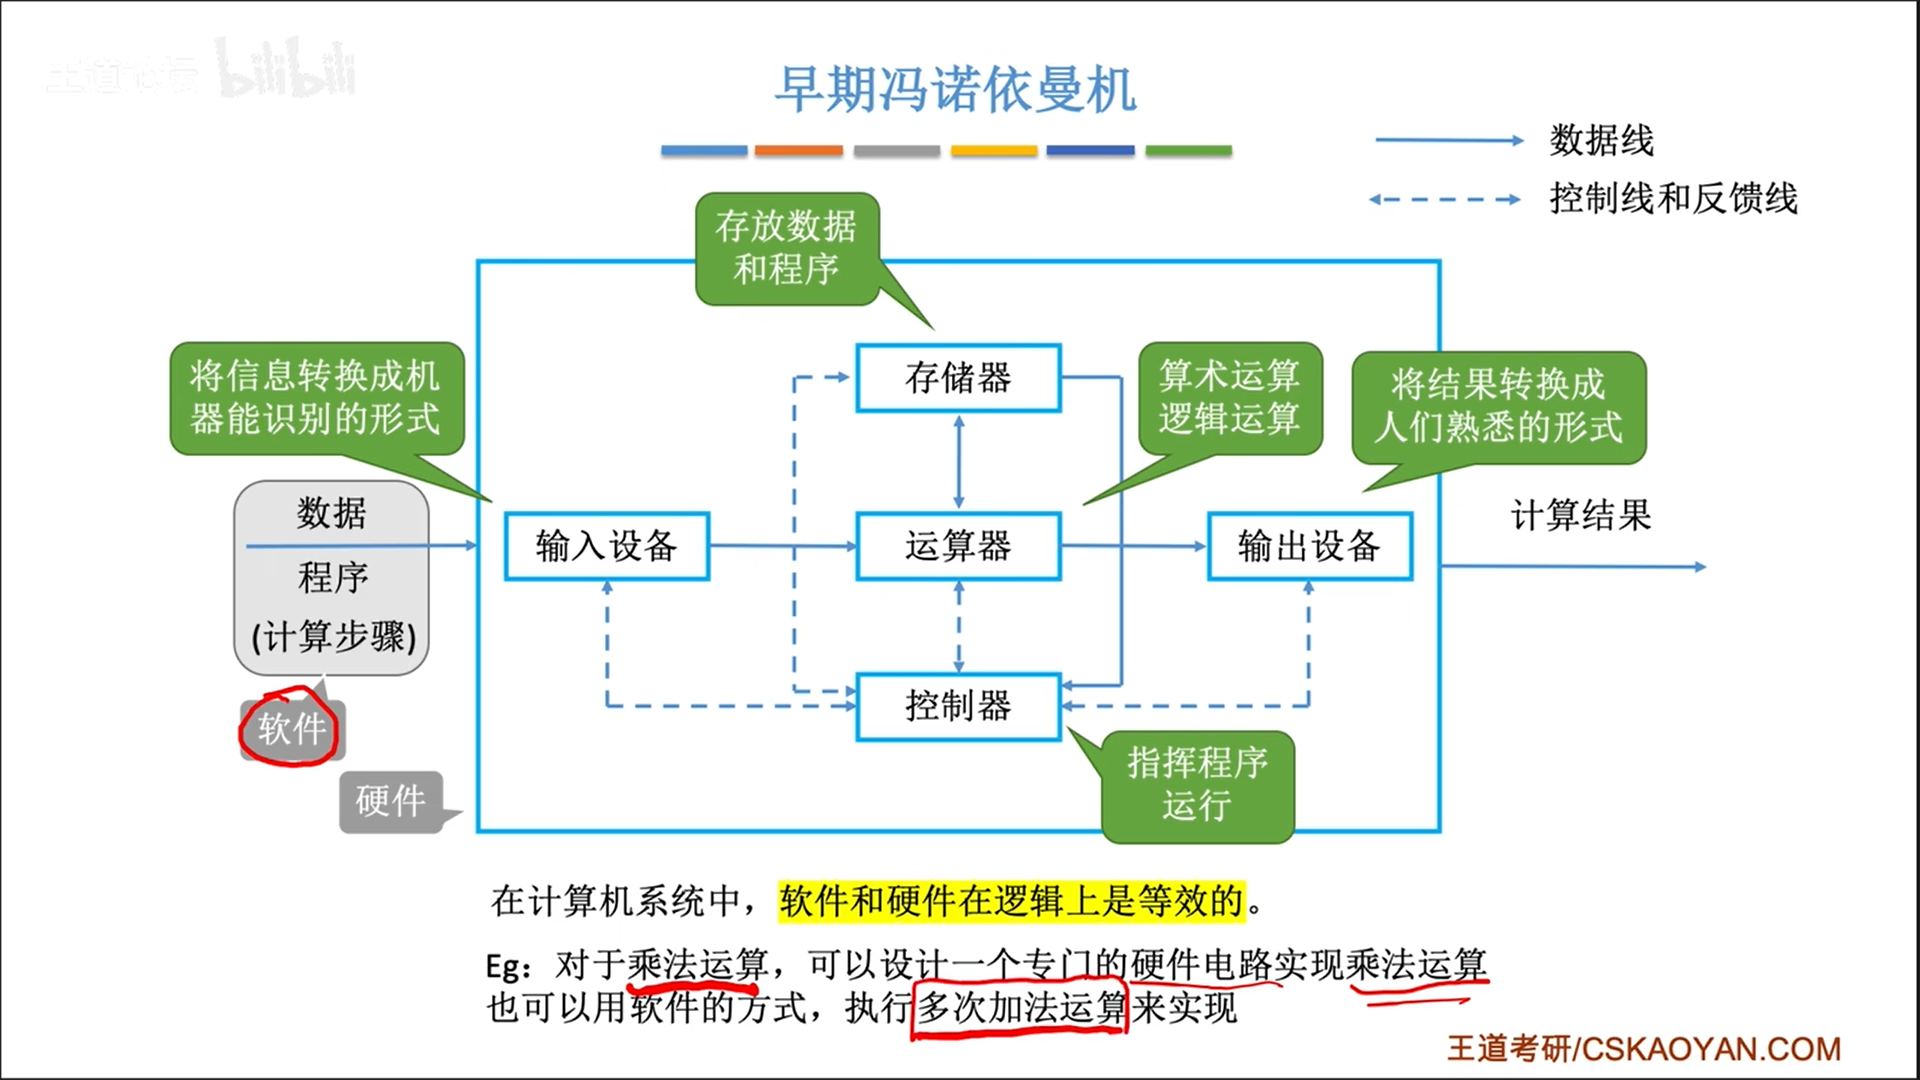 王道论坛 bilibili
早期冯诺依曼机
数据线
控制线和反馈线
存放数据
和程序
将信息转换成机
器能识别的形式
存储器
算术运算
逻辑运算
将结果转换成
人们熟悉的形式
数据
程序
(计算步骤)
输入设备
运算器
输出设备
计算结果
软件
硬件
控制器
指挥程序
运行
在计算机系统中，软件和硬件在逻辑上是等效的。
Eg：对于乘法运算，可以设计一个专门的硬件电路实现乘法运算
也可以用软件的方式，执行多次加法运算来实现
王道考研/CSKAOYAN.COM